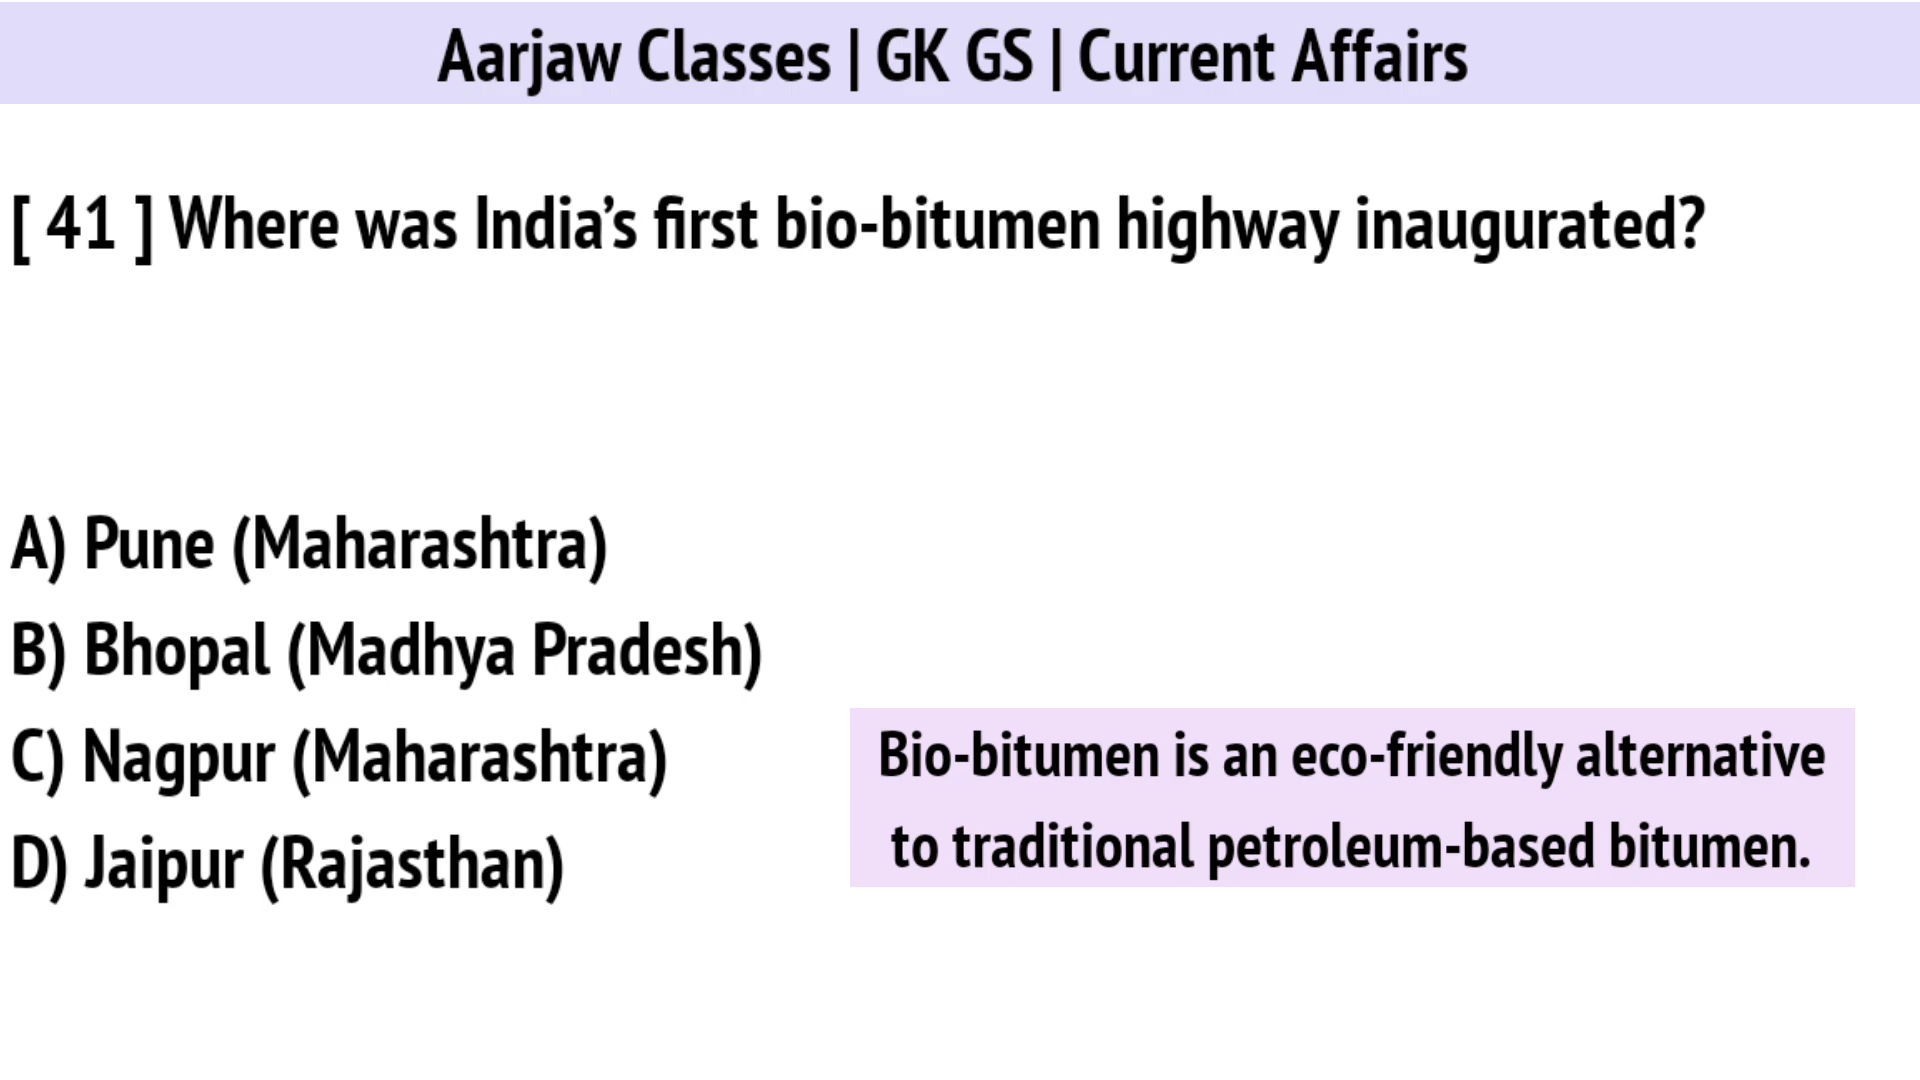 Aarjaw Classes | GK GS | Current Affairs
[ 41 ] Where was India’s first bio-bitumen highway inaugurated?
A) Pune (Maharashtra)
B) Bhopal (Madhya Pradesh)
C) Nagpur (Maharashtra)
D) Jaipur (Rajasthan)
Bio-bitumen is an eco-friendly alternative
to traditional petroleum-based bitumen.